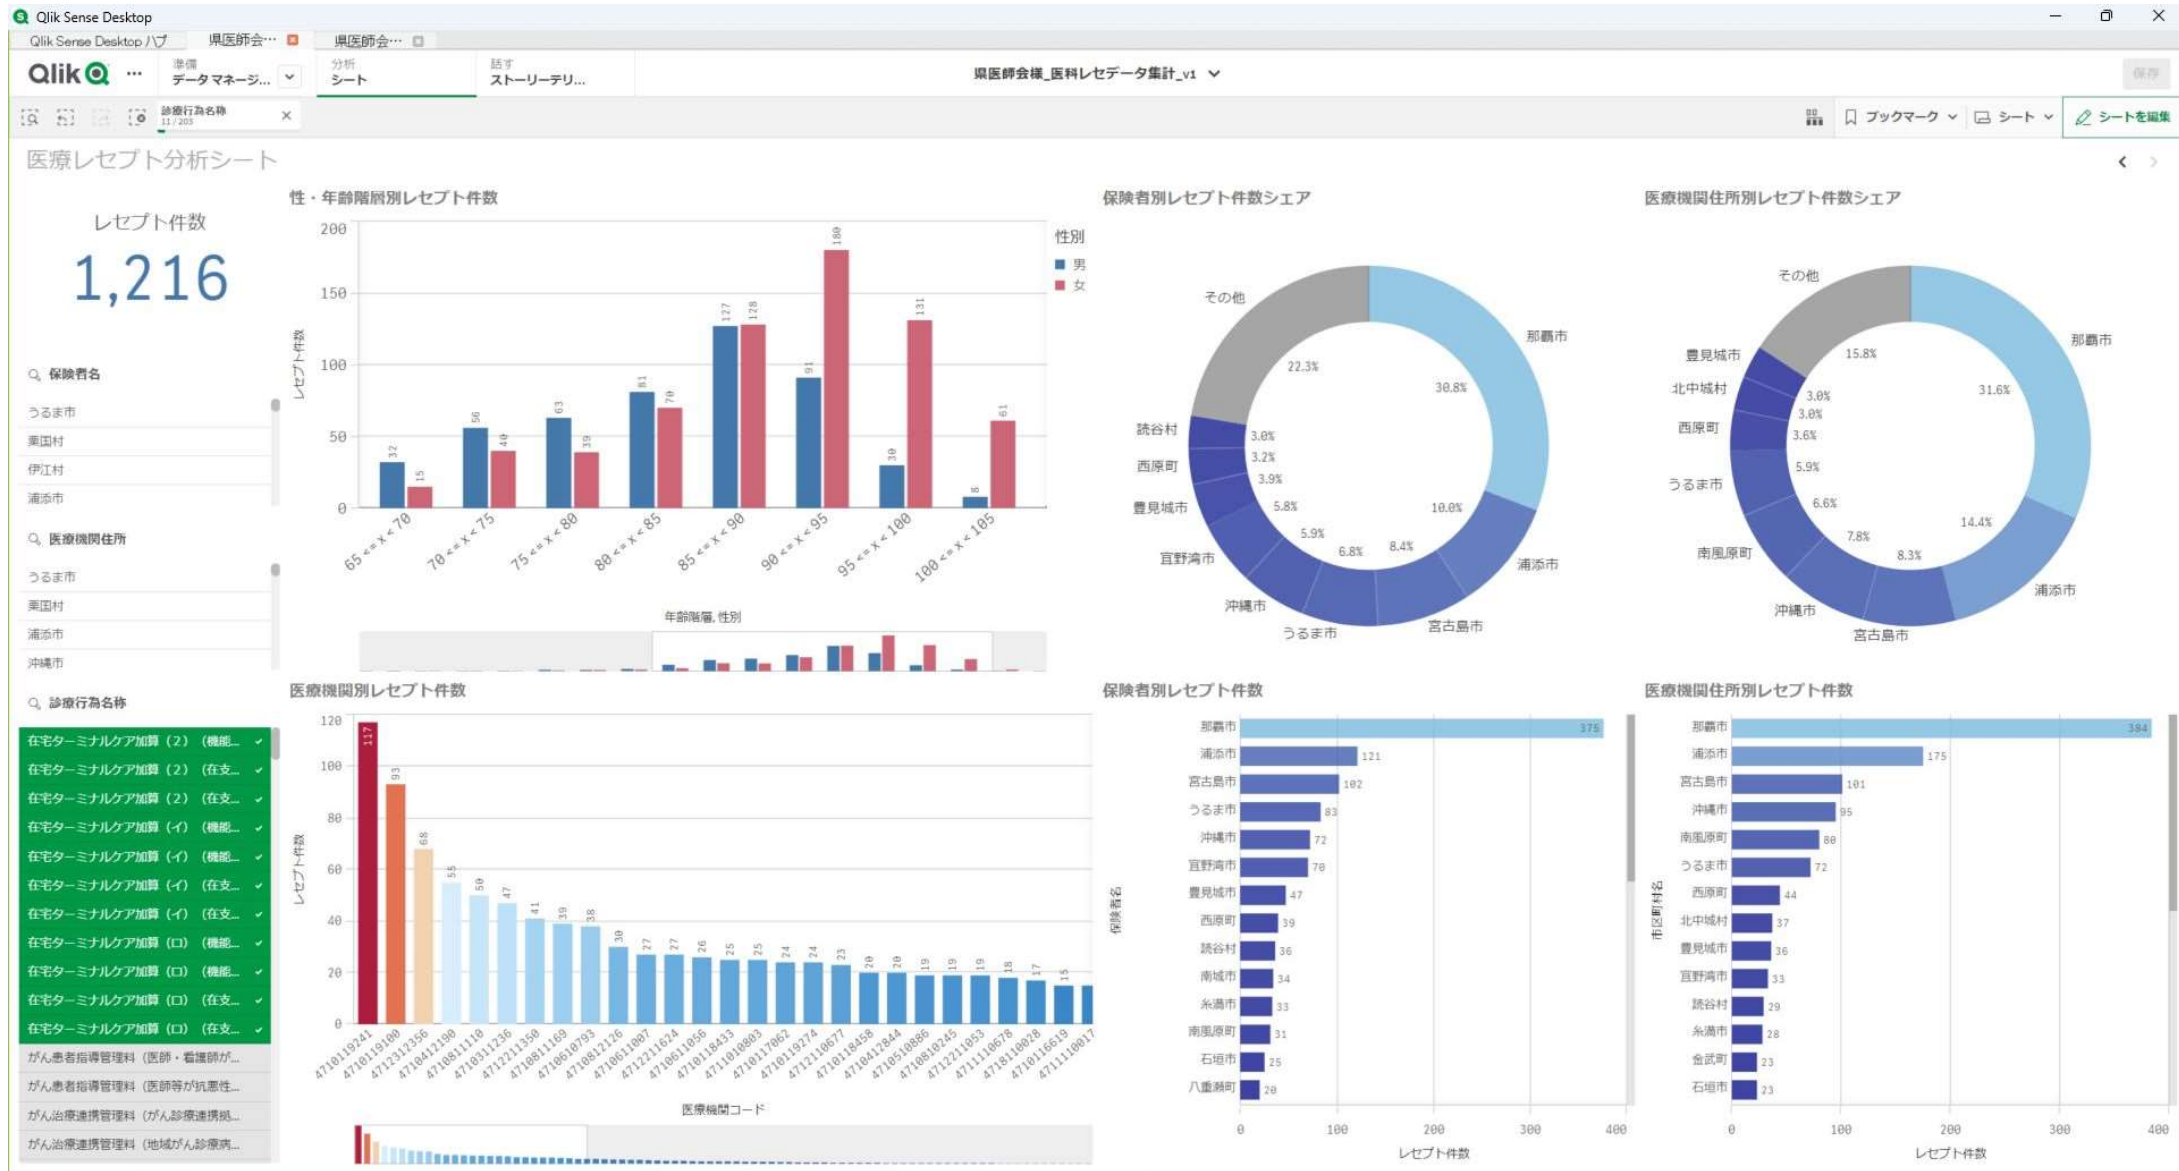 Qlik Sense Desktop
Qlik Sense Desktop ハブ
県医師会…
県医師会…
Qlik
準備
データ マネージ...
分析
シート
話す
ストーリーテリ...
県医師会様_医科レセデータ集計_v1
保存
診療行為名称
11 / 203
ブックマーク
シート
シートを編集
医療レセプト分析シート
レセプト件数
1,216
保険者名
うるま市
粟国村
伊江村
浦添市
医療機関住所
うるま市
粟国村
浦添市
沖縄市
診療行為名称
在宅ターミナルケア加算（２）（機能...
在宅ターミナルケア加算（２）（在支...
在宅ターミナルケア加算（２）（在支...
在宅ターミナルケア加算（イ）（機能...
在宅ターミナルケア加算（イ）（機能...
在宅ターミナルケア加算（イ）（在支...
在宅ターミナルケア加算（イ）（在支...
在宅ターミナルケア加算（ロ）（機能...
在宅ターミナルケア加算（ロ）（機能...
在宅ターミナルケア加算（ロ）（在支...
在宅ターミナルケア加算（ロ）（在支...
がん患者指導管理料（医師・看護師が...
がん患者指導管理料（医師等が抗悪性...
がん治療連携管理料（がん診療連携拠...
がん治療連携管理料（地域がん診療病...
性・年齢階層別レセプト件数
レセプト件数
200
150
100
50
0
32
15
56
40
63
39
81
70
127
128
91
180
30
131
8
61
65 <= x < 70
70 <= x < 75
75 <= x < 80
80 <= x < 85
85 <= x < 90
90 <= x < 95
95 <= x < 100
100 <= x < 105
年齢階層, 性別
性別
男
女
保険者別レセプト件数シェア
那覇市
30.8%
浦添市
10.0%
宮古島市
8.4%
うるま市
6.8%
沖縄市
5.9%
宜野湾市
5.8%
豊見城市
3.9%
西原町
3.2%
読谷村
3.0%
その他
22.3%
医療機関住所別レセプト件数シェア
那覇市
31.6%
浦添市
14.4%
宮古島市
8.3%
沖縄市
7.8%
南風原町
6.6%
うるま市
5.9%
西原町
3.6%
北中城村
3.0%
豊見城市
3.0%
その他
15.8%
医療機関別レセプト件数
レセプト件数
120
100
80
60
40
20
0
117
93
68
55
50
47
41
39
38
30
27
27
26
25
25
24
24
23
20
20
19
19
19
18
17
15
4710119241
4710119100
4712312356
4710412190
4710811110
4710311236
4712211350
4710811169
4710610793
4710812126
4710611007
4712211624
4710611056
4710118433
4711010803
4710117062
4710119274
4712110677
4710118458
4710412844
4710510886
4710810245
4712211053
4711110678
4718110028
4710116619
4711110017
医療機関コード
保険者別レセプト件数
保険者名
那覇市 375
浦添市 121
宮古島市 102
うるま市 83
沖縄市 72
宜野湾市 70
豊見城市 47
西原町 39
読谷村 36
南城市 34
糸満市 33
南風原町 31
石垣市 25
八重瀬町 20
0 100 200 300 400
レセプト件数
医療機関住所別レセプト件数
市区町村名
那覇市 384
浦添市 175
宮古島市 101
沖縄市 95
南風原町 80
うるま市 72
西原町 44
北中城村 37
豊見城市 36
宜野湾市 33
読谷村 29
糸満市 28
金武町 23
石垣市 23
0 100 200 300 400
レセプト件数